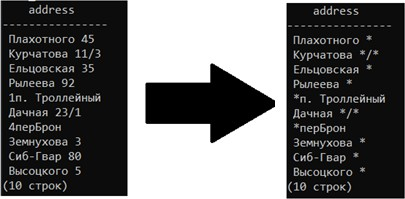 address
----------------
Плахотного 45
Курчатова 11/3
Ельцовская 35
Рылеева 92
1п. Троллейный
Дачная 23/1
4перБрон
Земнухова 3
Сиб-Гвар 80
Высоцкого 5
(10 строк)
address
----------------
Плахотного *
Курчатова */*
Ельцовская *
Рылеева *
*п. Троллейный
Дачная */*
*перБрон
Земнухова *
Сиб-Гвар *
Высоцкого *
(10 строк)